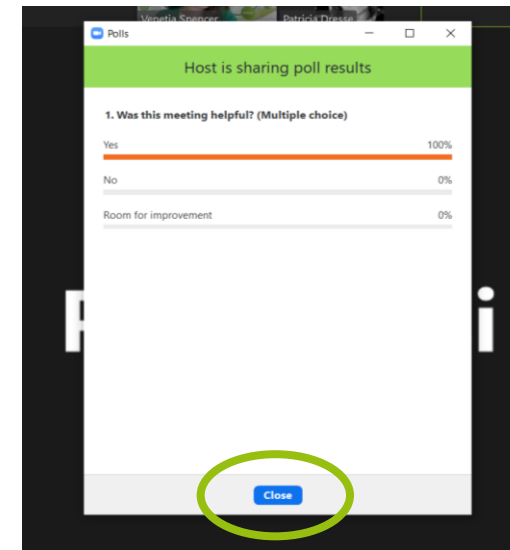 Venetia Spencer Patricia Dresse
Polls
Host is sharing poll results
1. Was this meeting helpful? (Multiple choice)
Yes 100%
No 0%
Room for improvement 0%
Close